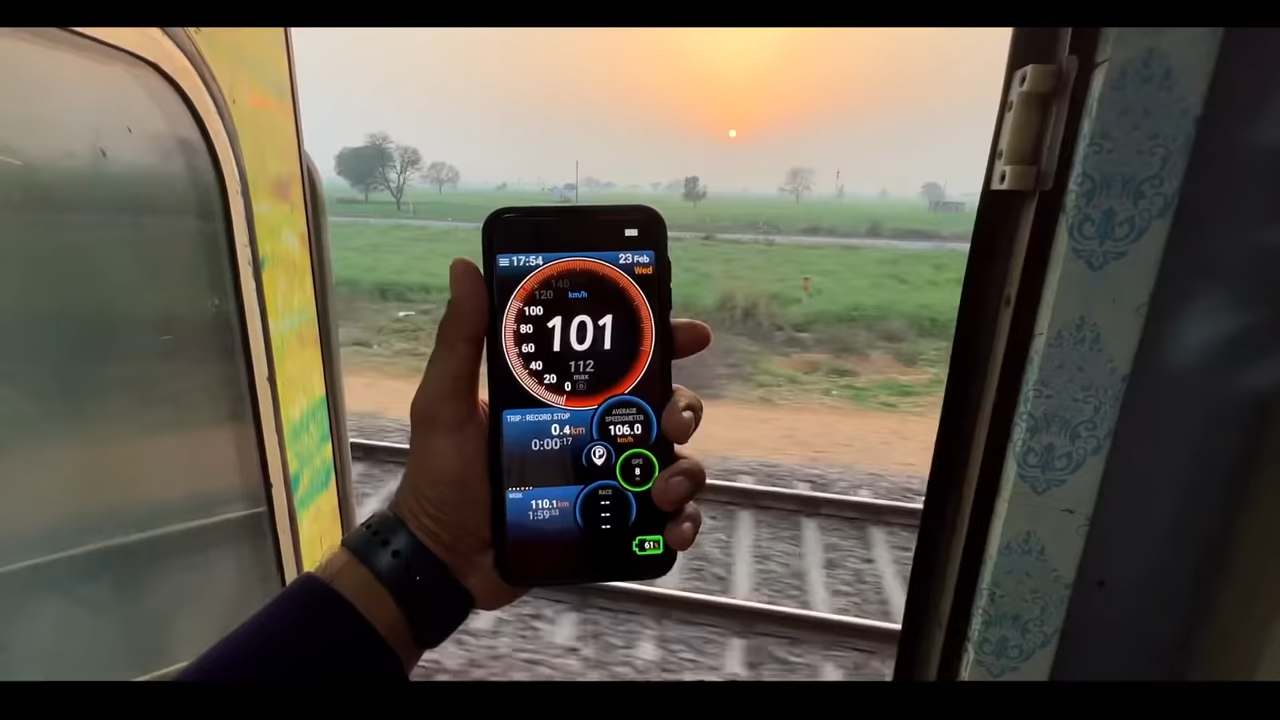 17:54
23 Feb
Wed
140
120
km/h
100
80
60
40
20
0
101
112
max
TRIP : RECORD STOP
0.4km
0:00:17
AVERAGE
SPEEDOMETER
106.0
km/h
P
GPS
8
WEEK
110.1km
1:59:53
RACE
--
--
--
61%